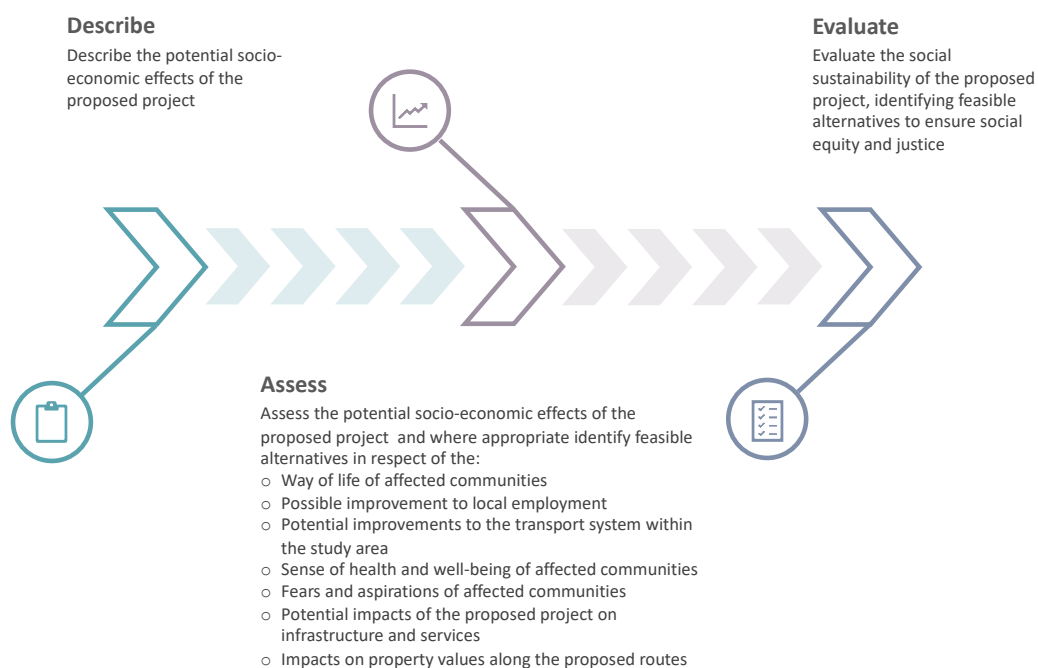 Describe
Describe the potential socio-
economic effects of the
proposed project
Evaluate
Evaluate the social
sustainability of the proposed
project, identifying feasible
alternatives to ensure social
equity and justice
Assess
Assess the potential socio-economic effects of the
proposed project and where appropriate identify feasible
alternatives in respect of the:
o Way of life of affected communities
o Possible improvement to local employment
o Potential improvements to the transport system within
the study area
o Sense of health and well-being of affected communities
o Fears and aspirations of affected communities
o Potential impacts of the proposed project on
infrastructure and services
o Impacts on property values along the proposed routes